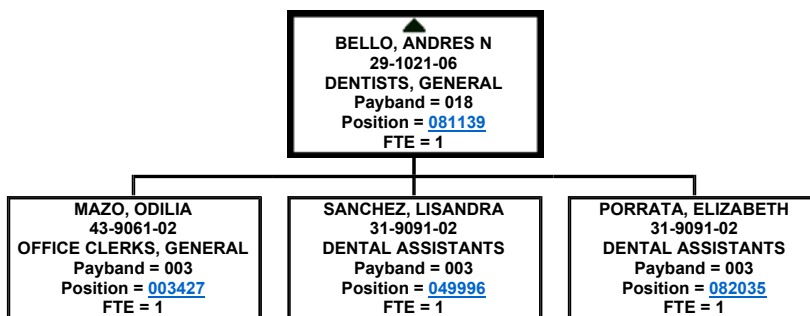 BELLO, ANDRES N
29-1021-06
DENTISTS, GENERAL
Payband = 018
Position = 081139
FTE = 1
MAZO, ODILIA
43-9061-02
OFFICE CLERKS, GENERAL
Payband = 003
Position = 003427
FTE = 1
SANCHEZ, LISANDRA
31-9091-02
DENTAL ASSISTANTS
Payband = 003
Position = 049996
FTE = 1
PORRATA, ELIZABETH
31-9091-02
DENTAL ASSISTANTS
Payband = 003
Position = 082035
FTE = 1